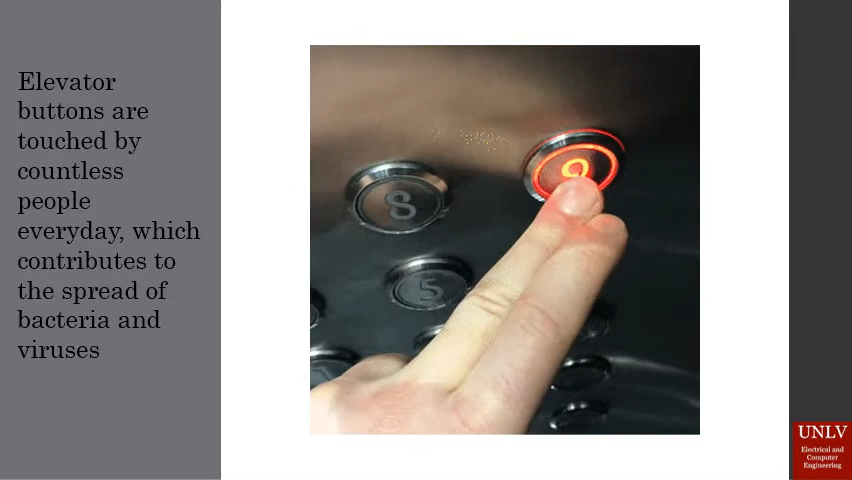 Elevator
buttons are
touched by
countless
people
everyday, which
contributes to
the spread of
bacteria and
viruses
8
9
5
UNLV
Electrical and
Computer
Engineering